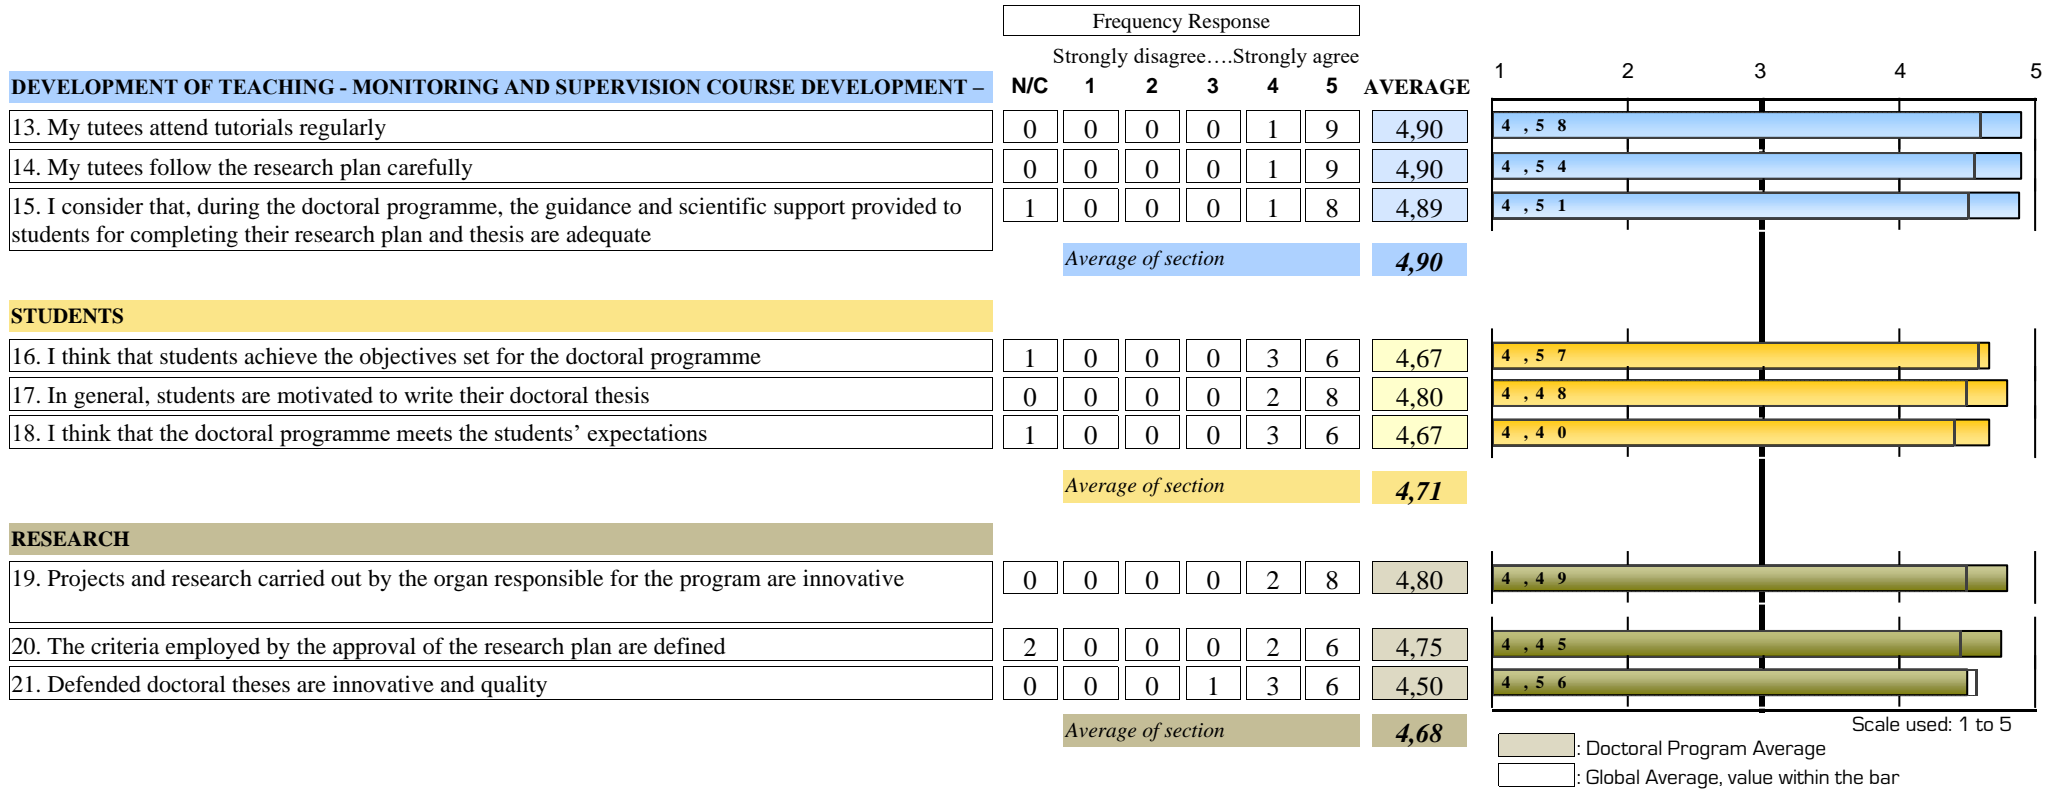 Frequency Response
Strongly disagree….Strongly agree
DEVELOPMENT OF TEACHING - MONITORING AND SUPERVISION COURSE DEVELOPMENT – N/C 1 2 3 4 5 AVERAGE 1 2 3 4 5
13. My tutees attend tutorials regularly 0 0 0 0 1 9 4,90 4,58
14. My tutees follow the research plan carefully 0 0 0 0 1 9 4,90 4,54
15. I consider that, during the doctoral programme, the guidance and scientific support provided to 1 0 0 0 1 8 4,89 4,51
students for completing their research plan and thesis are adequate
Average of section 4,90
STUDENTS
16. I think that students achieve the objectives set for the doctoral programme 1 0 0 0 3 6 4,67 4,57
17. In general, students are motivated to write their doctoral thesis 0 0 0 0 2 8 4,80 4,48
18. I think that the doctoral programme meets the students’ expectations 1 0 0 0 3 6 4,67 4,40
Average of section 4,71
RESEARCH
19. Projects and research carried out by the organ responsible for the program are innovative 0 0 0 0 2 8 4,80 4,49
20. The criteria employed by the approval of the research plan are defined 2 0 0 0 2 6 4,75 4,45
21. Defended doctoral theses are innovative and quality 0 0 0 1 3 6 4,50 4,56
Average of section 4,68
Scale used: 1 to 5
: Doctoral Program Average
: Global Average, value within the bar